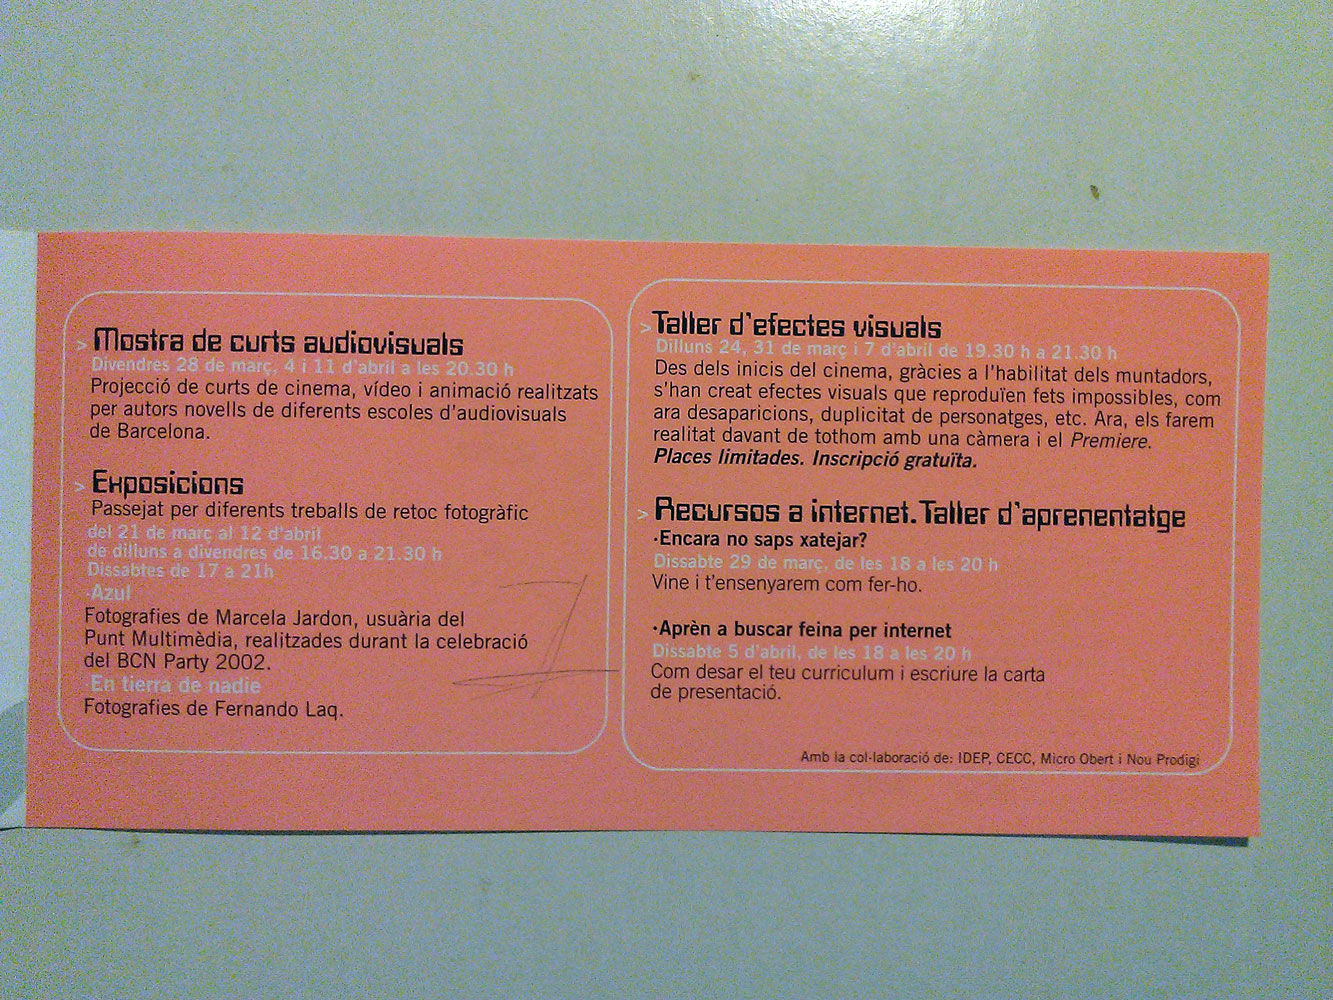 > Mostra de curts audiovisuals
Divendres 28 de març, 4 i 11 d'abril a les 20.30 h
Projecció de curts de cinema, vídeo i animació realitzats
per autors novells de diferents escoles d'audiovisuals
de Barcelona.
> Exposicions
Passejat per diferents treballs de retoc fotogràfic
del 21 de març al 12 d'abril
de dilluns a divendres de 16.30 a 21.30 h
Dissabtes de 17 a 21h
·Azul
Fotografies de Marcela Jardon, usuària del
Punt Multimèdia, realitzades durant la celebració
del BCN Party 2002.
·En tierra de nadie
Fotografies de Fernando Laq.
> Taller d'efectes visuals
Dilluns 24, 31 de març i 7 d'abril de 19.30 h a 21.30 h
Des dels inicis del cinema, gràcies a l'habilitat dels muntadors,
s'han creat efectes visuals que reproduïen fets impossibles, com
ara desaparicions, duplicitat de personatges, etc. Ara, els farem
realitat davant de tothom amb una càmera i el Premiere.
Places limitades. Inscripció gratuïta.
> Recursos a internet. Taller d'aprenentatge
·Encara no saps xatejar?
Dissabte 29 de març, de les 18 a les 20 h
Vine i t'ensenyarem com fer-ho.
·Aprèn a buscar feina per internet
Dissabte 5 d'abril, de les 18 a les 20 h
Com desar el teu curriculum i escriure la carta
de presentació.
Amb la col·laboració de: IDEP, CECC, Micro Obert i Nou Prodigi